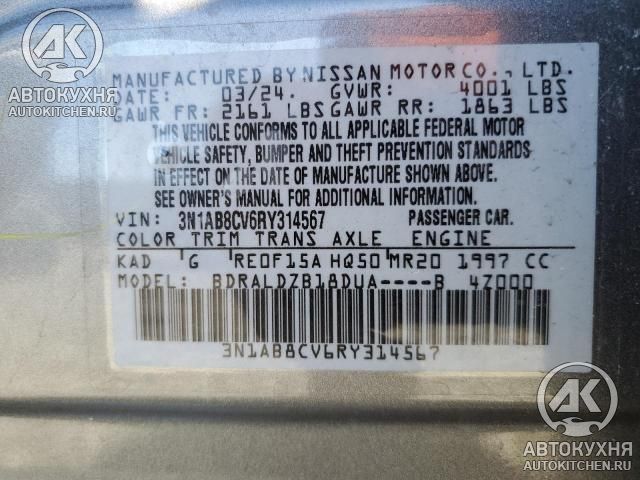 АК
АВТОКУХНЯ
AUTOKITCHEN.RU
MANUFACTURED BY NISSAN MOTOR CO., LTD.
DATE: 03/24. GVWR: 4001 LBS
GAWR FR: 2161 LBS GAWR RR: 1863 LBS
THIS VEHICLE CONFORMS TO ALL APPLICABLE FEDERAL MOTOR
VEHICLE SAFETY, BUMPER AND THEFT PREVENTION STANDARDS
IN EFFECT ON THE DATE OF MANUFACTURE SHOWN ABOVE.
SEE OWNER'S MANUAL FOR ADDITIONAL INFORMATION.
VIN: 3N1AB8CV6RY314567 PASSENGER CAR.
COLOR TRIM TRANS AXLE ENGINE
KAD G RE0F15A HQ50 MR20 1997 CC
MODEL: BDRALDZB18DUA----B 4Z000
3N1AB8CV6RY314567
АК
АВТОКУХНЯ
AUTOKITCHEN.RU